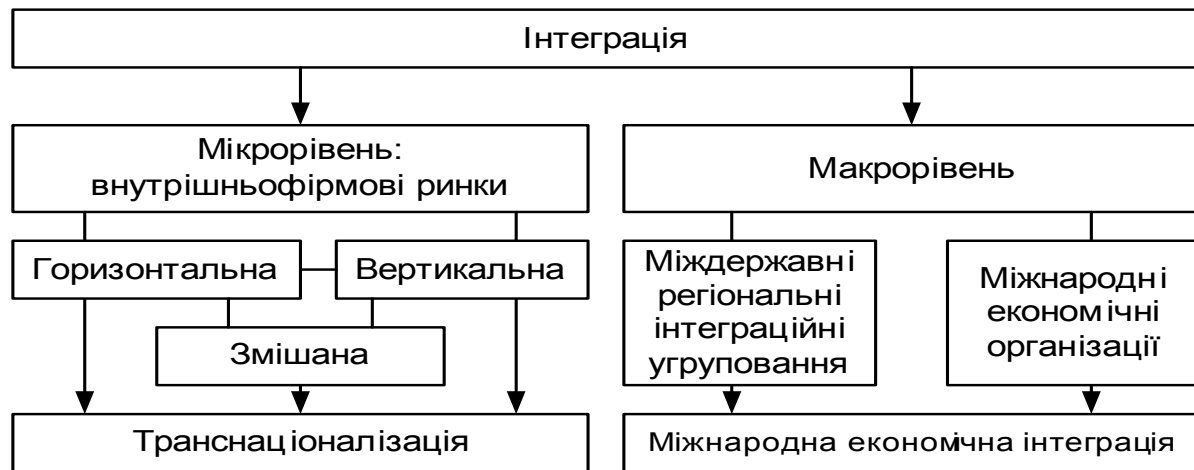 Інтеграція
Мікрорівень:
внутрішньофірмові ринки
Макрорівень
Горизонтальна
Вертикальна
Змішана
Міждержавні
регіональні
інтеграційні
угруповання
Міжнародні
економічні
організації
Транснаціоналізація
Міжнародна економічна інтеграція